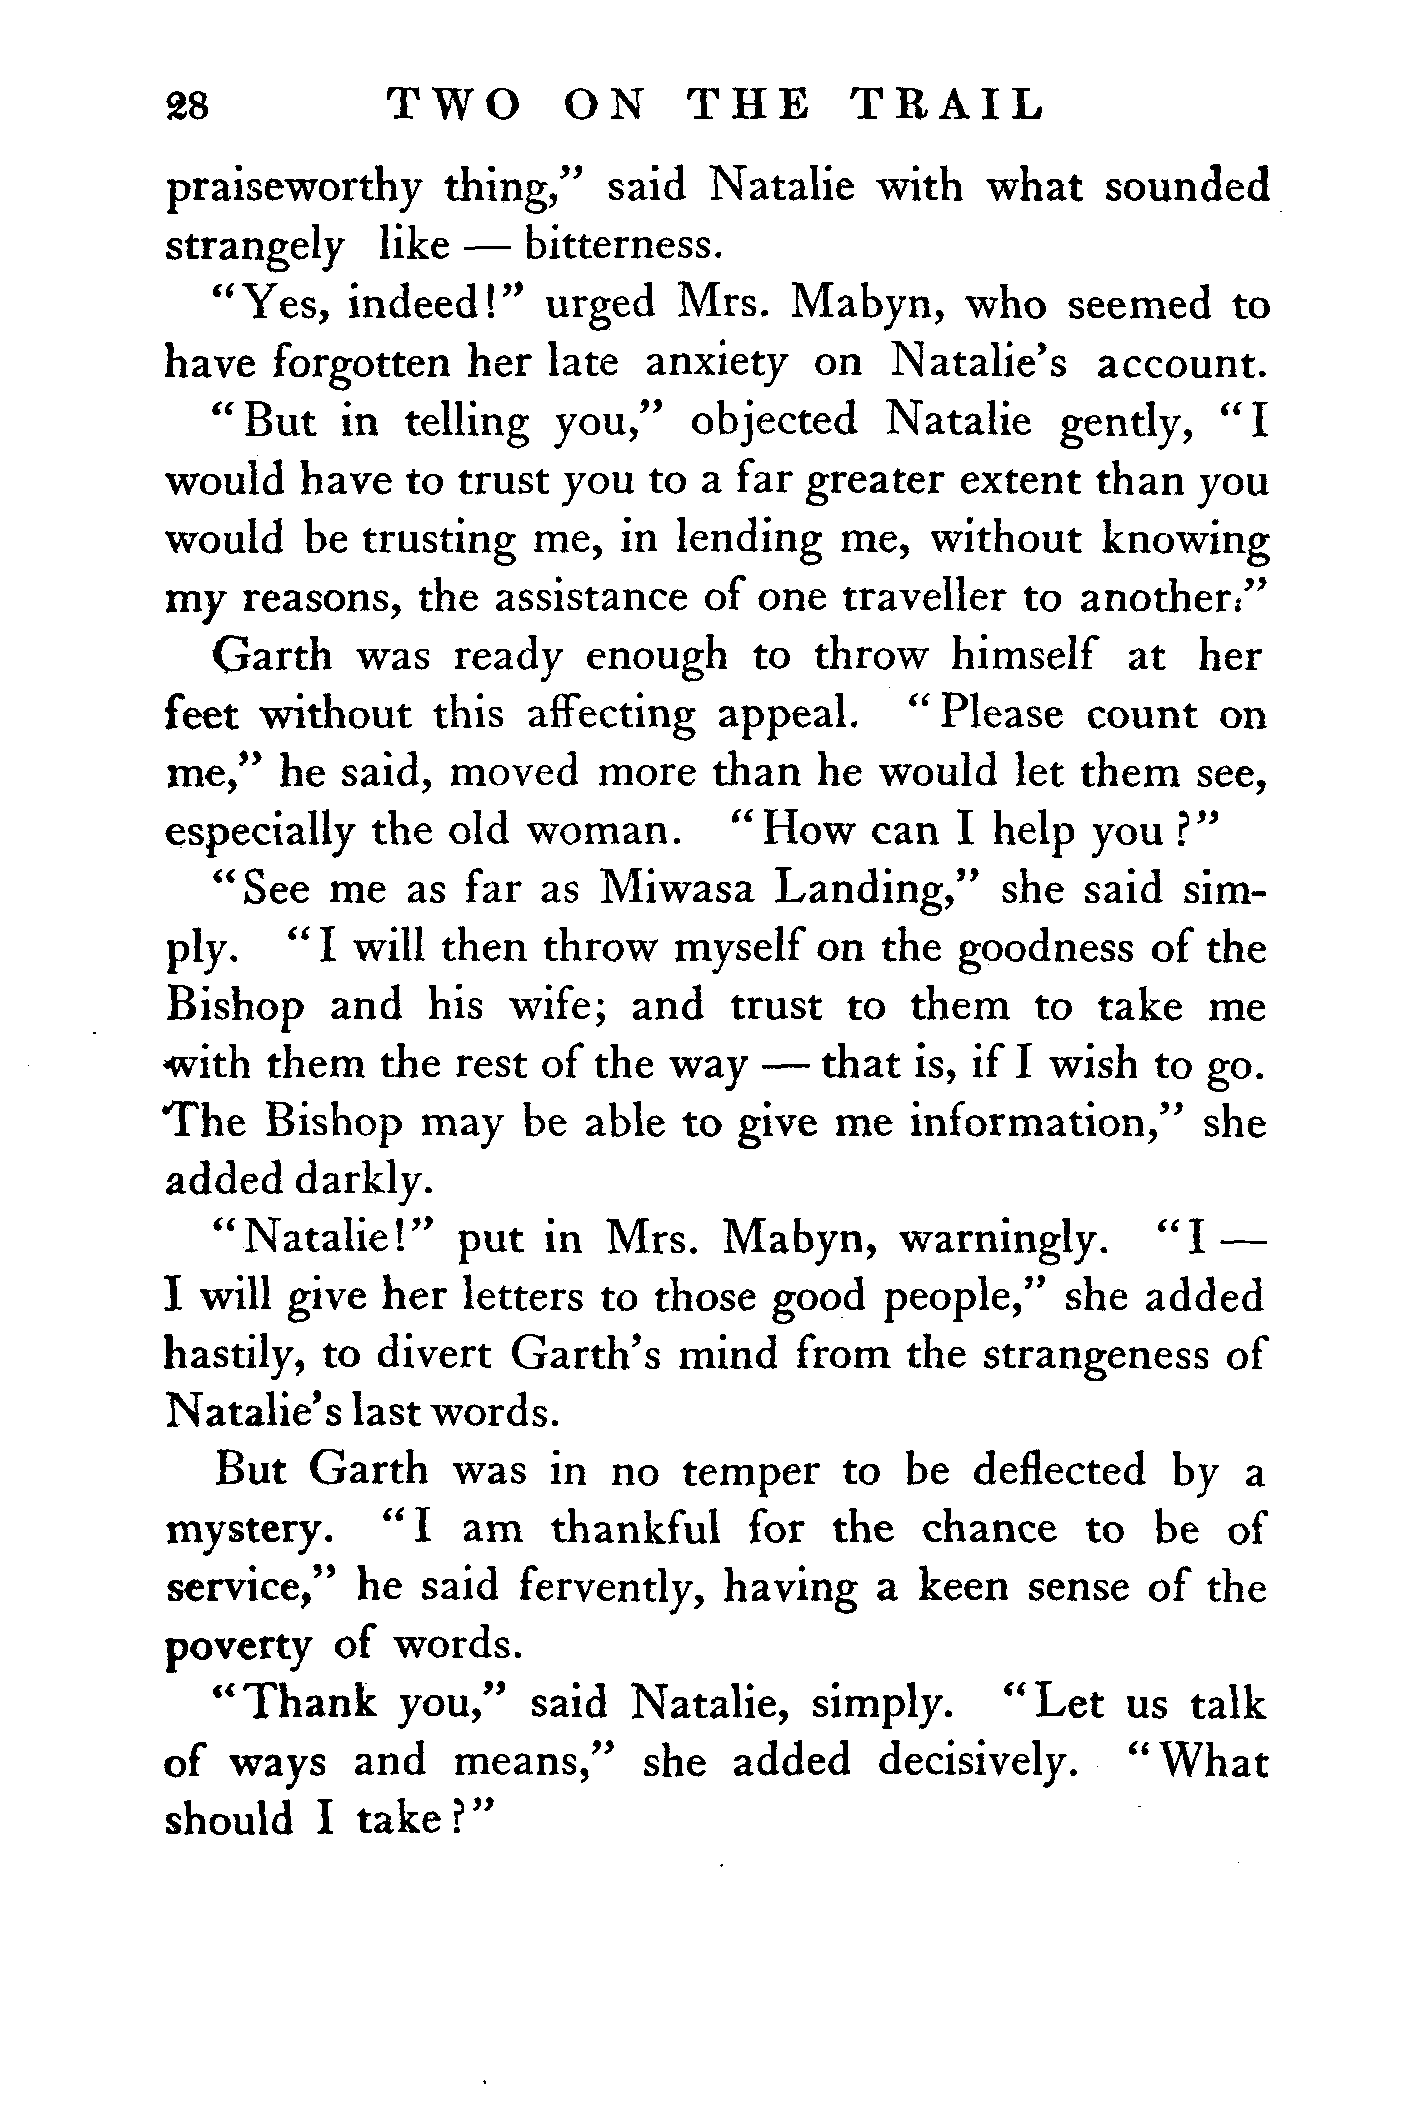 28 TWO ON THE TRAIL
praiseworthy thing,” said Natalie with what sounded
strangely like — bitterness.
“Yes, indeed!” urged Mrs. Mabyn, who seemed to
have forgotten her late anxiety on Natalie’s account.
“But in telling you,” objected Natalie gently, “I
would have to trust you to a far greater extent than you
would be trusting me, in lending me, without knowing
my reasons, the assistance of one traveller to another.”
Garth was ready enough to throw himself at her
feet without this affecting appeal. “Please count on
me,” he said, moved more than he would let them see,
especially the old woman. “How can I help you?”
“See me as far as Miwasa Landing,” she said sim-
ply. “I will then throw myself on the goodness of the
Bishop and his wife; and trust to them to take me
with them the rest of the way — that is, if I wish to go.
The Bishop may be able to give me information,” she
added darkly.
“Natalie!” put in Mrs. Mabyn, warningly. “I —
I will give her letters to those good people,” she added
hastily, to divert Garth’s mind from the strangeness of
Natalie’s last words.
But Garth was in no temper to be deflected by a
mystery. “I am thankful for the chance to be of
service,” he said fervently, having a keen sense of the
poverty of words.
“Thank you,” said Natalie, simply. “Let us talk
of ways and means,” she added decisively. “What
should I take?”